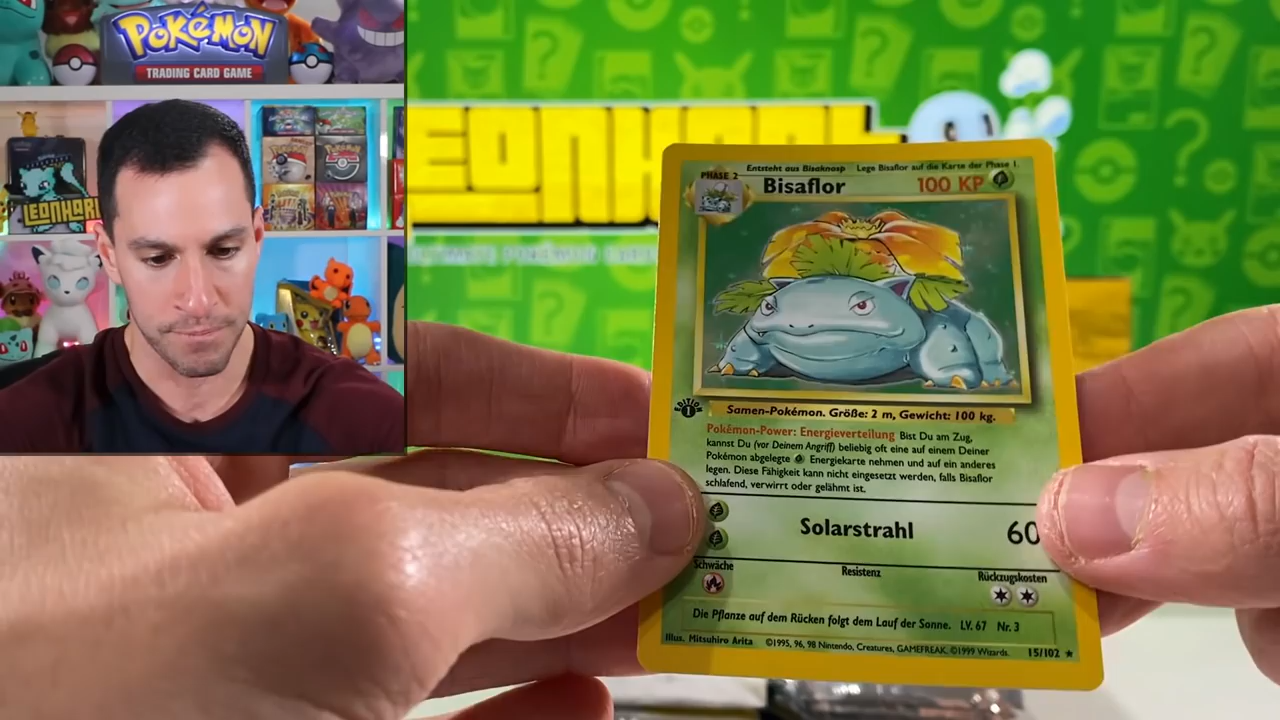 Pokémon
TRADING CARD GAME
LEONHARD
LEONHAR
Entsteht aus Bisaknosp Lege Bisaflor auf die Karte der Phase 1.
PHASE 2
Bisaflor 100 KP
EDITION 1
Samen-Pokémon. Größe: 2 m, Gewicht: 100 kg.
Pokémon-Power: Energieverteilung Bist Du am Zug,
kannst Du (vor Deinem Angriff) beliebig oft eine auf einem Deiner
Pokémon abgelegte Energiekarte nehmen und auf ein anderes
legen. Diese Fähigkeit kann nicht eingesetzt werden, falls Bisaflor
schlafend, verwirrt oder gelähmt ist.
Solarstrahl 60
Schwäche Resistenz Rückzugskosten
Die Pflanze auf dem Rücken folgt dem Lauf der Sonne. LV. 67 Nr. 3
Illus. Mitsuhiro Arita ©1995, 96, 98 Nintendo, Creatures, GAMEFREAK. ©1999 Wizards. 15/102 ★